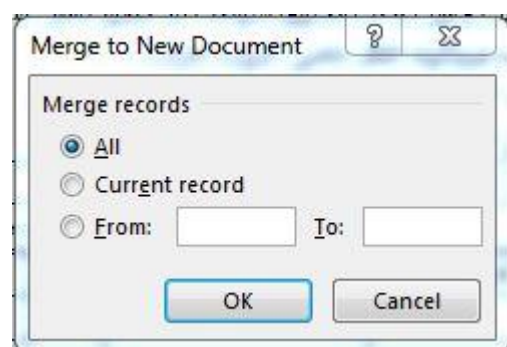 Merge to New Document ?
Merge records
All
Current record
From: To:
OK Cancel